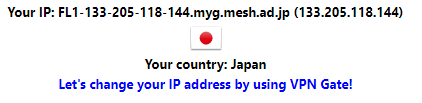 Your IP: FL1-133-205-118-144.myg.mesh.ad.jp (133.205.118.144)
Your country: Japan
Let's change your IP address by using VPN Gate!